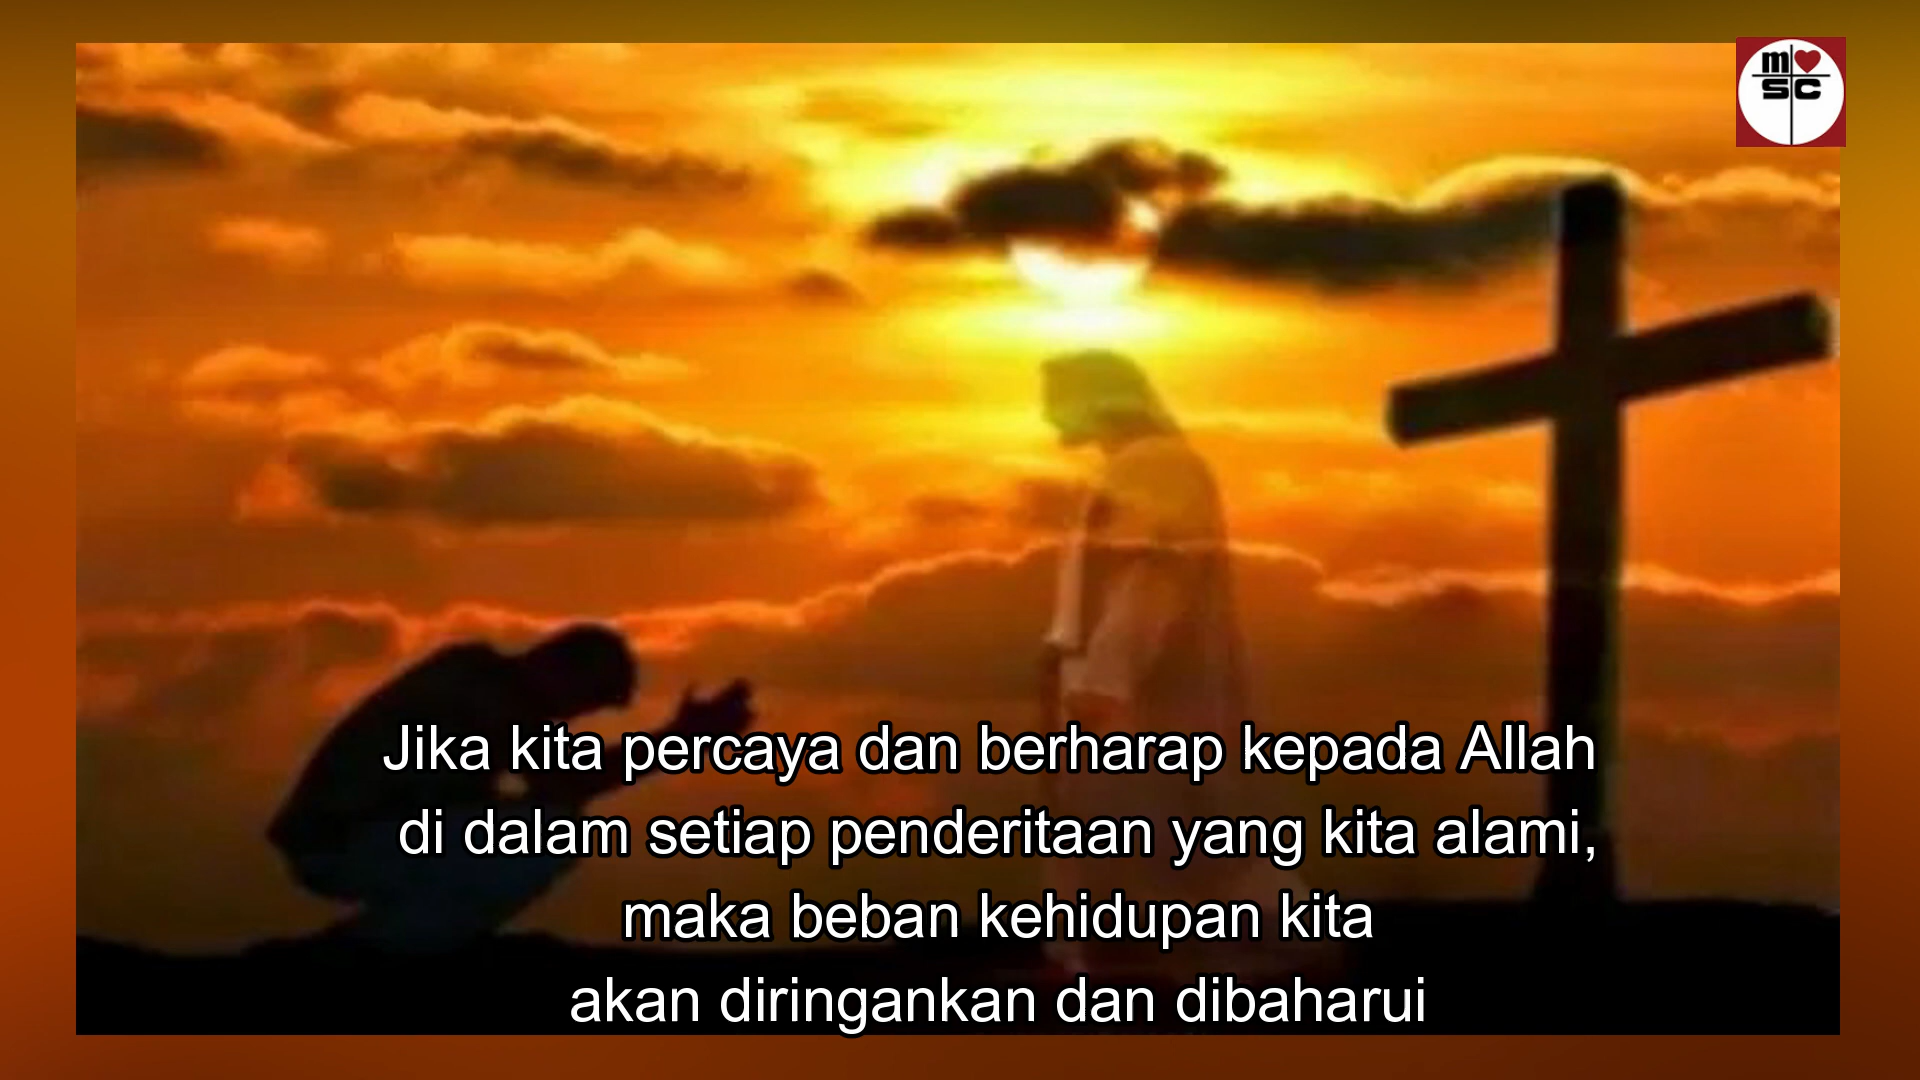 m
sc
Jika kita percaya dan berharap kepada Allah
di dalam setiap penderitaan yang kita alami,
maka beban kehidupan kita
akan diringankan dan dibaharui